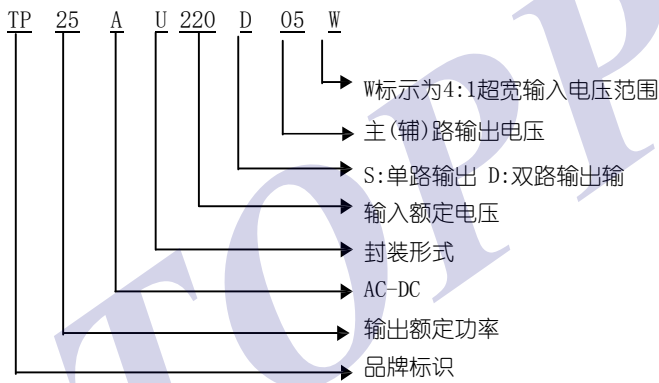 TP 25 A U 220 D 05 W
W标示为4:1超宽输入电压范围
主(辅)路输出电压
S:单路输出 D:双路输出输
输入额定电压
封装形式
AC-DC
输出额定功率
品牌标识
TOPP